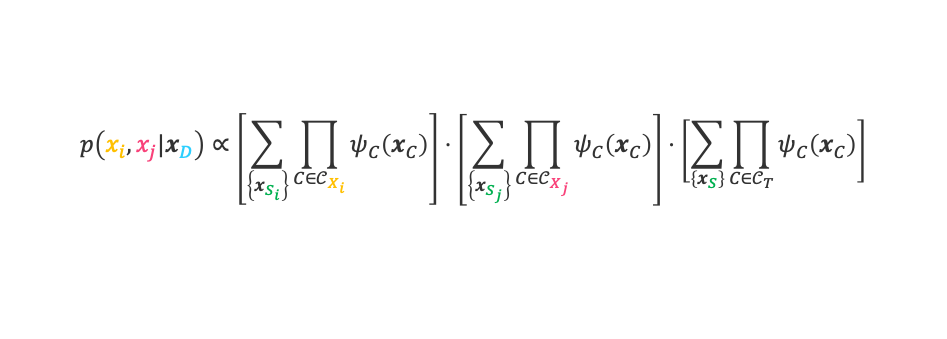 p(x_i, x_j|x_D) ∝ [∑_{{x_{S_i}}} ∏_{C∈𝒞_{X_i}} ψ_C(x_C)] · [∑_{{x_{S_j}}} ∏_{C∈𝒞_{X_j}} ψ_C(x_C)] · [∑_{{x_S}} ∏_{C∈𝒞_T} ψ_C(x_C)]